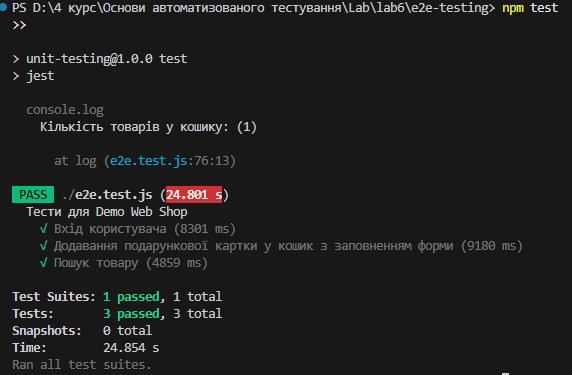 PS D:\4 курс\Основи автоматизованого тестування\Lab\lab6\e2e-testing> npm test
>>
> unit-testing@1.0.0 test
> jest
console.log
Кількість товарів у кошику: (1)
at log (e2e.test.js:76:13)
PASS ./e2e.test.js (24.801 s)
Тести для Demo Web Shop
√ Вхід користувача (8301 ms)
√ Додавання подарункової картки у кошик з заповненням форми (9180 ms)
√ Пошук товару (4859 ms)
Test Suites: 1 passed, 1 total
Tests: 3 passed, 3 total
Snapshots: 0 total
Time: 24.854 s
Ran all test suites.